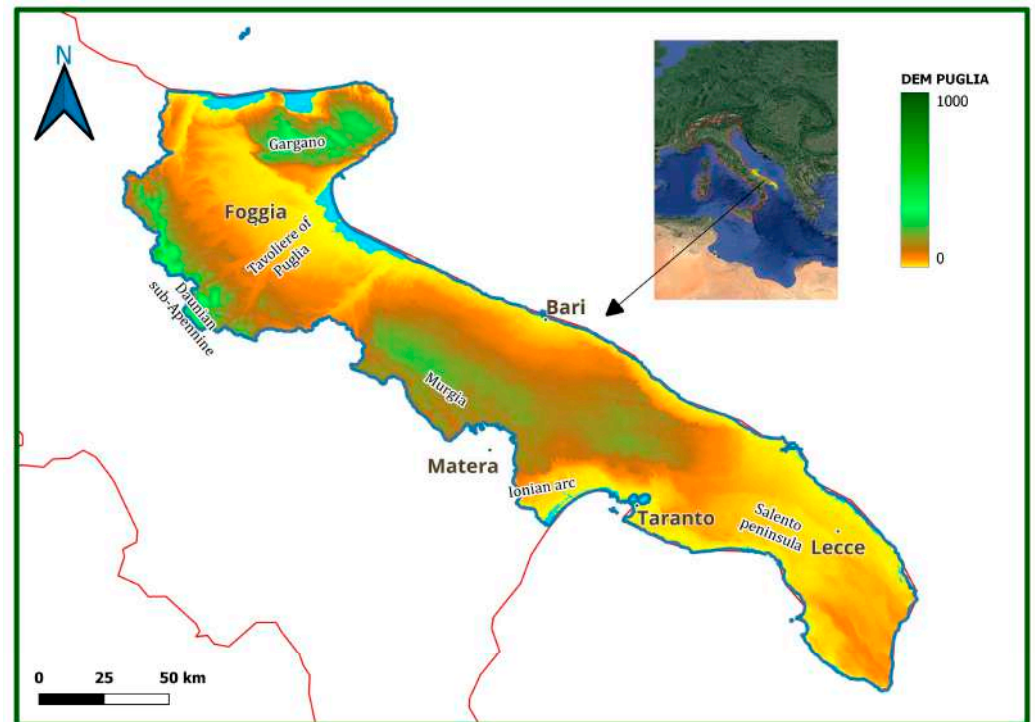 N
DEM PUGLIA
1000
0
Gargano
Foggia
Tavoliere of
Puglia
Daunian
sub-Apennine
Bari
Murgia
Matera
Ionian arc
Taranto
Salento
peninsula
Lecce
0 25 50 km